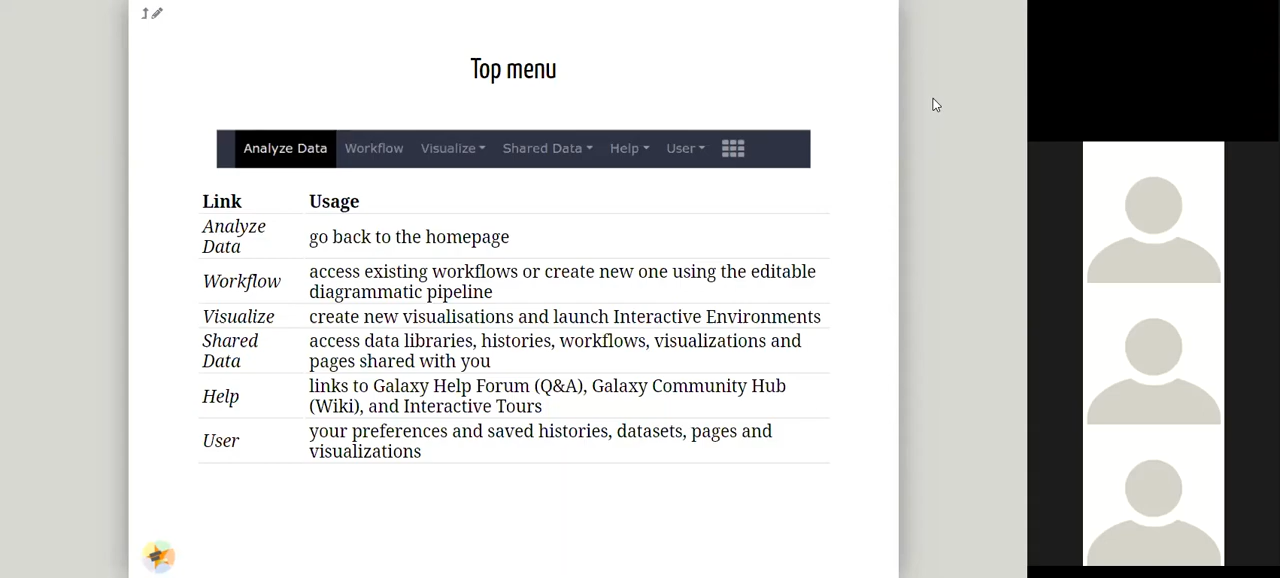 Top menu
Analyze Data Workflow Visualize Shared Data Help User
Link Usage
Analyze
Data
go back to the homepage
Workflow
access existing workflows or create new one using the editable
diagrammatic pipeline
Visualize create new visualisations and launch Interactive Environments
Shared
Data
access data libraries, histories, workflows, visualizations and
pages shared with you
Help
links to Galaxy Help Forum (Q&A), Galaxy Community Hub
(Wiki), and Interactive Tours
User
your preferences and saved histories, datasets, pages and
visualizations